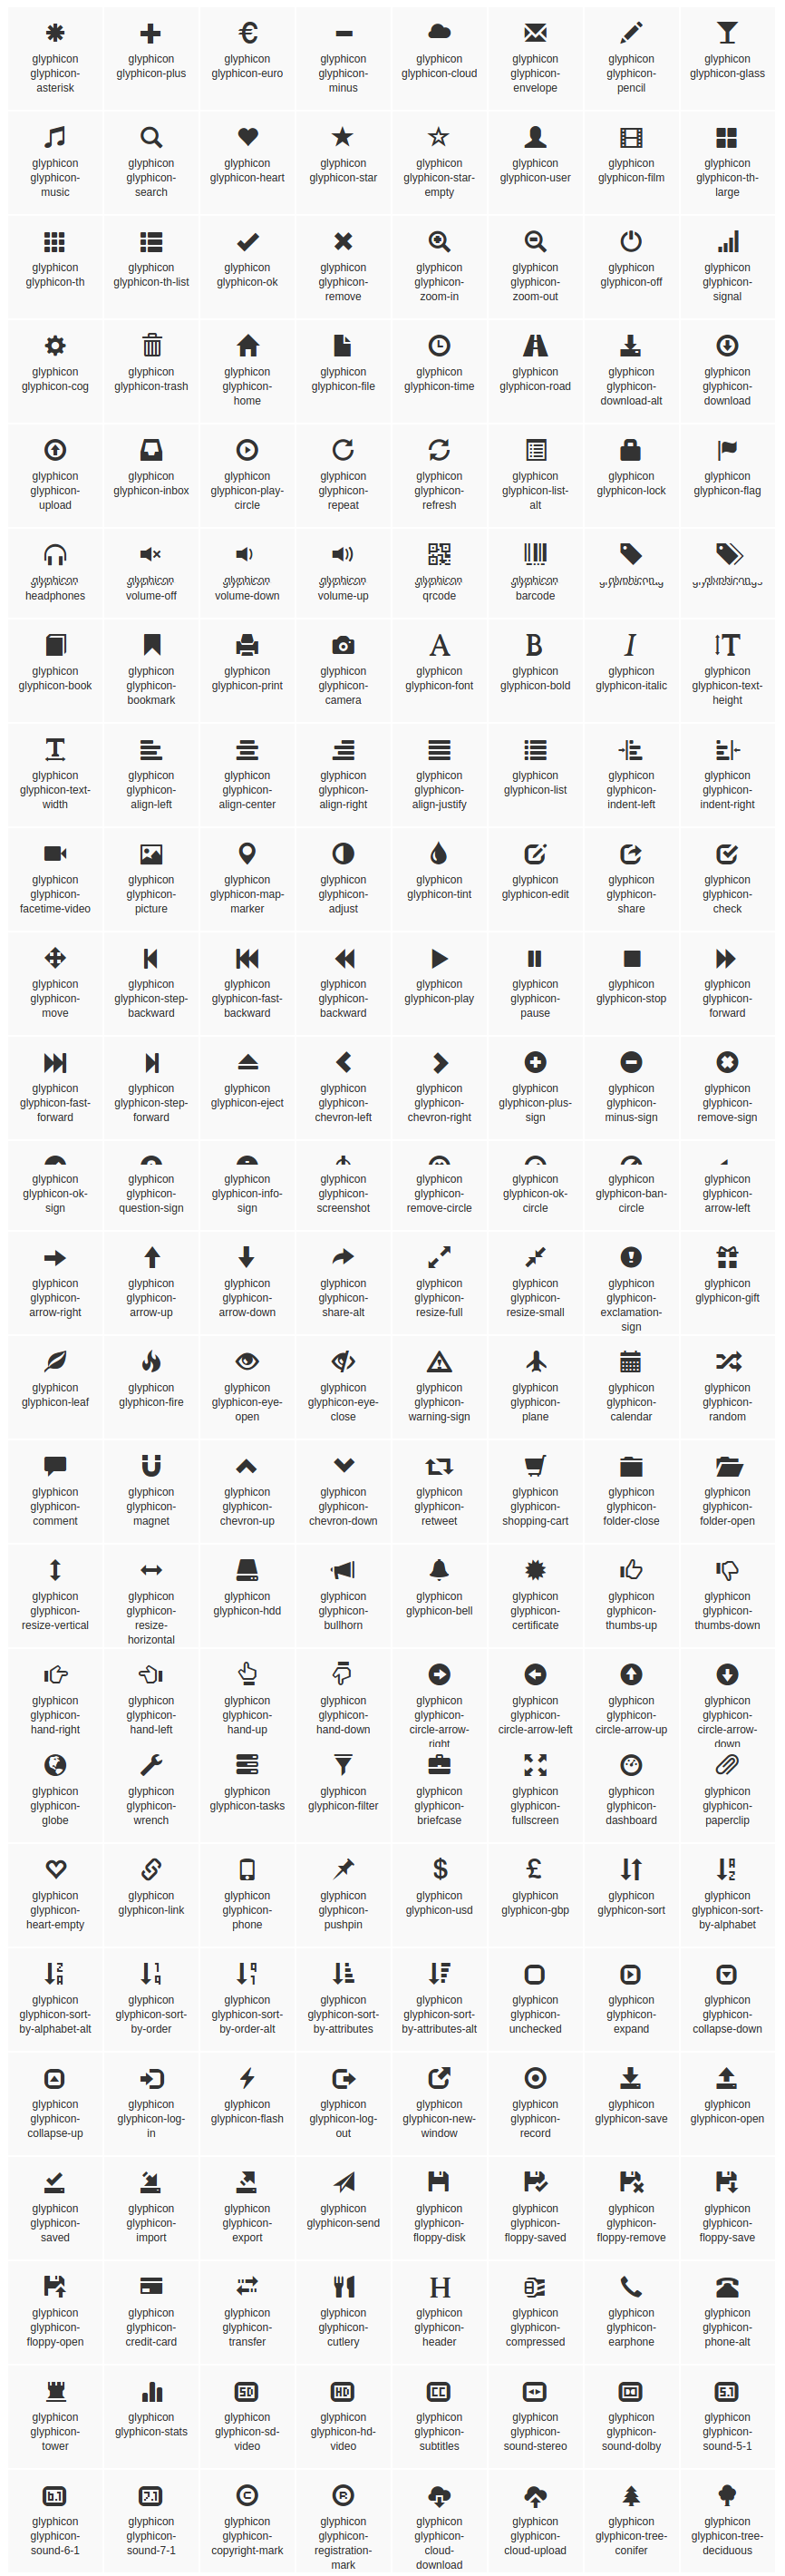 glyphicon
glyphicon-
asterisk
glyphicon
glyphicon-plus
glyphicon
glyphicon-euro
glyphicon
glyphicon-
minus
glyphicon
glyphicon-cloud
glyphicon
glyphicon-
envelope
glyphicon
glyphicon-
pencil
glyphicon
glyphicon-glass
glyphicon
glyphicon-
music
glyphicon
glyphicon-
search
glyphicon
glyphicon-heart
glyphicon
glyphicon-star
glyphicon
glyphicon-star-
empty
glyphicon
glyphicon-user
glyphicon
glyphicon-film
glyphicon
glyphicon-th-
large
glyphicon
glyphicon-th
glyphicon
glyphicon-th-list
glyphicon
glyphicon-ok
glyphicon
glyphicon-
remove
glyphicon
glyphicon-
zoom-in
glyphicon
glyphicon-
zoom-out
glyphicon
glyphicon-off
glyphicon
glyphicon-
signal
glyphicon
glyphicon-cog
glyphicon
glyphicon-trash
glyphicon
glyphicon-
home
glyphicon
glyphicon-file
glyphicon
glyphicon-time
glyphicon
glyphicon-road
glyphicon
glyphicon-
download-alt
glyphicon
glyphicon-
download
glyphicon
glyphicon-
upload
glyphicon
glyphicon-inbox
glyphicon
glyphicon-play-
circle
glyphicon
glyphicon-
repeat
glyphicon
glyphicon-
refresh
glyphicon
glyphicon-list-
alt
glyphicon
glyphicon-lock
glyphicon
glyphicon-flag
glyphicon
headphones
glyphicon
volume-off
glyphicon
volume-down
glyphicon
volume-up
glyphicon
qrcode
glyphicon
barcode
glyphicon
glyphicon-book
glyphicon
glyphicon-
bookmark
glyphicon
glyphicon-print
glyphicon
glyphicon-
camera
glyphicon
glyphicon-font
glyphicon
glyphicon-bold
glyphicon
glyphicon-italic
glyphicon
glyphicon-text-
height
glyphicon
glyphicon-text-
width
glyphicon
glyphicon-
align-left
glyphicon
glyphicon-
align-center
glyphicon
glyphicon-
align-right
glyphicon
glyphicon-
align-justify
glyphicon
glyphicon-list
glyphicon
glyphicon-
indent-left
glyphicon
glyphicon-
indent-right
glyphicon
glyphicon-
facetime-video
glyphicon
glyphicon-
picture
glyphicon
glyphicon-map-
marker
glyphicon
glyphicon-
adjust
glyphicon
glyphicon-tint
glyphicon
glyphicon-edit
glyphicon
glyphicon-
share
glyphicon
glyphicon-
check
glyphicon
glyphicon-
move
glyphicon
glyphicon-step-
backward
glyphicon
glyphicon-fast-
backward
glyphicon
glyphicon-
backward
glyphicon
glyphicon-play
glyphicon
glyphicon-
pause
glyphicon
glyphicon-stop
glyphicon
glyphicon-
forward
glyphicon
glyphicon-fast-
forward
glyphicon
glyphicon-step-
forward
glyphicon
glyphicon-eject
glyphicon
glyphicon-
chevron-left
glyphicon
glyphicon-
chevron-right
glyphicon
glyphicon-plus-
sign
glyphicon
glyphicon-
minus-sign
glyphicon
glyphicon-
remove-sign
glyphicon
glyphicon-ok-
sign
glyphicon
glyphicon-
question-sign
glyphicon
glyphicon-info-
sign
glyphicon
glyphicon-
screenshot
glyphicon
glyphicon-
remove-circle
glyphicon
glyphicon-ok-
circle
glyphicon
glyphicon-ban-
circle
glyphicon
glyphicon-
arrow-left
glyphicon
glyphicon-
arrow-right
glyphicon
glyphicon-
arrow-up
glyphicon
glyphicon-
arrow-down
glyphicon
glyphicon-
share-alt
glyphicon
glyphicon-
resize-full
glyphicon
glyphicon-
resize-small
glyphicon
glyphicon-
exclamation-
sign
glyphicon
glyphicon-gift
glyphicon
glyphicon-leaf
glyphicon
glyphicon-fire
glyphicon
glyphicon-eye-
open
glyphicon
glyphicon-eye-
close
glyphicon
glyphicon-
warning-sign
glyphicon
glyphicon-
plane
glyphicon
glyphicon-
calendar
glyphicon
glyphicon-
random
glyphicon
glyphicon-
comment
glyphicon
glyphicon-
magnet
glyphicon
glyphicon-
chevron-up
glyphicon
glyphicon-
chevron-down
glyphicon
glyphicon-
retweet
glyphicon
glyphicon-
shopping-cart
glyphicon
glyphicon-
folder-close
glyphicon
glyphicon-
folder-open
glyphicon
glyphicon-
resize-vertical
glyphicon
glyphicon-
resize-
horizontal
glyphicon
glyphicon-hdd
glyphicon
glyphicon-
bullhorn
glyphicon
glyphicon-bell
glyphicon
glyphicon-
certificate
glyphicon
glyphicon-
thumbs-up
glyphicon
glyphicon-
thumbs-down
glyphicon
glyphicon-
hand-right
glyphicon
glyphicon-
hand-left
glyphicon
glyphicon-
hand-up
glyphicon
glyphicon-
hand-down
glyphicon
glyphicon-
circle-arrow-
right
glyphicon
glyphicon-
circle-arrow-left
glyphicon
glyphicon-
circle-arrow-up
glyphicon
glyphicon-
circle-arrow-
down
glyphicon
glyphicon-
globe
glyphicon
glyphicon-
wrench
glyphicon
glyphicon-tasks
glyphicon
glyphicon-filter
glyphicon
glyphicon-
briefcase
glyphicon
glyphicon-
fullscreen
glyphicon
glyphicon-
dashboard
glyphicon
glyphicon-
paperclip
glyphicon
glyphicon-
heart-empty
glyphicon
glyphicon-link
glyphicon
glyphicon-
phone
glyphicon
glyphicon-
pushpin
glyphicon
glyphicon-usd
glyphicon
glyphicon-gbp
glyphicon
glyphicon-sort
glyphicon
glyphicon-sort-
by-alphabet
glyphicon
glyphicon-sort-
by-alphabet-alt
glyphicon
glyphicon-sort-
by-order
glyphicon
glyphicon-sort-
by-order-alt
glyphicon
glyphicon-sort-
by-attributes
glyphicon
glyphicon-sort-
by-attributes-alt
glyphicon
glyphicon-
unchecked
glyphicon
glyphicon-
expand
glyphicon
glyphicon-
collapse-down
glyphicon
glyphicon-
collapse-up
glyphicon
glyphicon-log-
in
glyphicon
glyphicon-flash
glyphicon
glyphicon-log-
out
glyphicon
glyphicon-new-
window
glyphicon
glyphicon-
record
glyphicon
glyphicon-save
glyphicon
glyphicon-open
glyphicon
glyphicon-
saved
glyphicon
glyphicon-
import
glyphicon
glyphicon-
export
glyphicon
glyphicon-send
glyphicon
glyphicon-
floppy-disk
glyphicon
glyphicon-
floppy-saved
glyphicon
glyphicon-
floppy-remove
glyphicon
glyphicon-
floppy-save
glyphicon
glyphicon-
floppy-open
glyphicon
glyphicon-
credit-card
glyphicon
glyphicon-
transfer
glyphicon
glyphicon-
cutlery
glyphicon
glyphicon-
header
glyphicon
glyphicon-
compressed
glyphicon
glyphicon-
earphone
glyphicon
glyphicon-
phone-alt
glyphicon
glyphicon-
tower
glyphicon
glyphicon-stats
glyphicon
glyphicon-sd-
video
glyphicon
glyphicon-hd-
video
glyphicon
glyphicon-
subtitles
glyphicon
glyphicon-
sound-stereo
glyphicon
glyphicon-
sound-dolby
glyphicon
glyphicon-
sound-5-1
glyphicon
glyphicon-
sound-6-1
glyphicon
glyphicon-
sound-7-1
glyphicon
glyphicon-
copyright-mark
glyphicon
glyphicon-
registration-
mark
glyphicon
glyphicon-
cloud-
download
glyphicon
glyphicon-
cloud-upload
glyphicon
glyphicon-tree-
conifer
glyphicon
glyphicon-tree-
deciduous